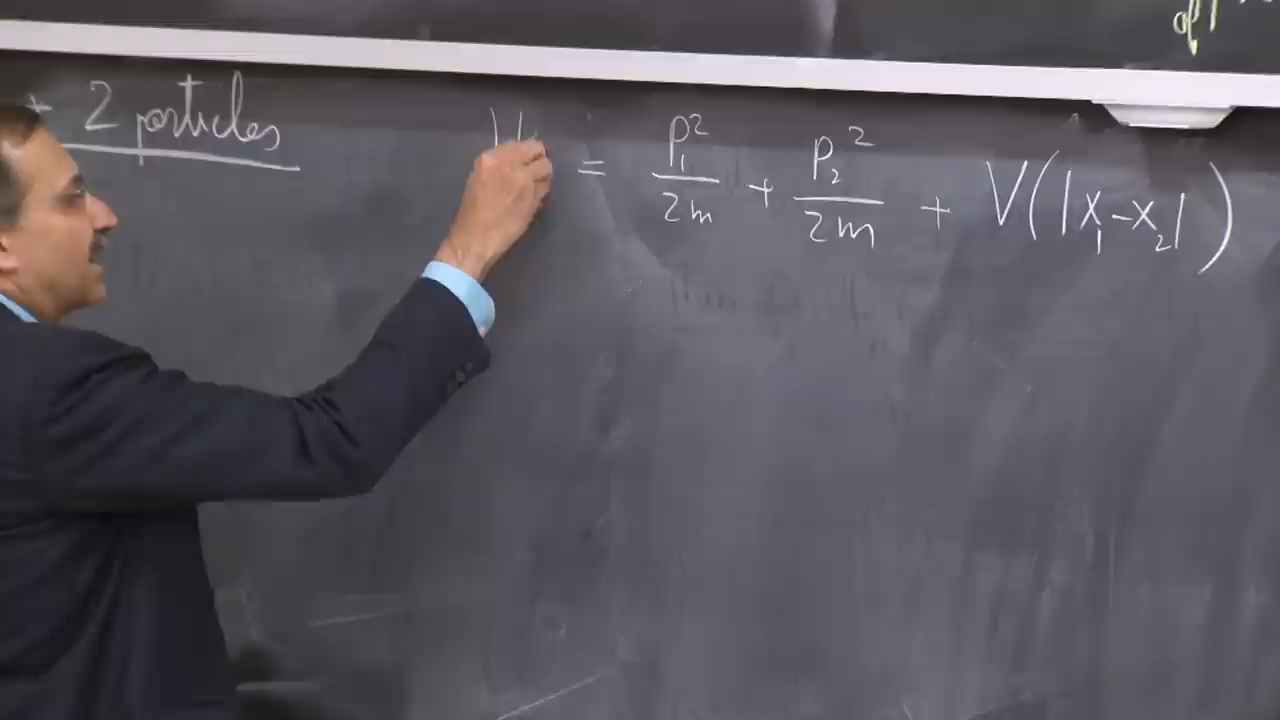 * 2 particles
H = p₁²/2m + p₂²/2m + V(|x₁-x₂|)